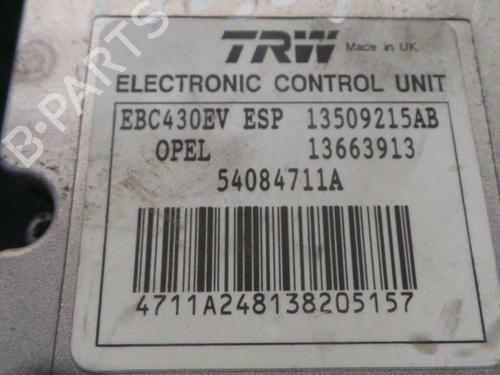 TRW Made in UK
ELECTRONIC CONTROL UNIT
EBC430EV ESP 13509215AB
OPEL 13663913
54084711A
4711A248138205157
B-PARTS